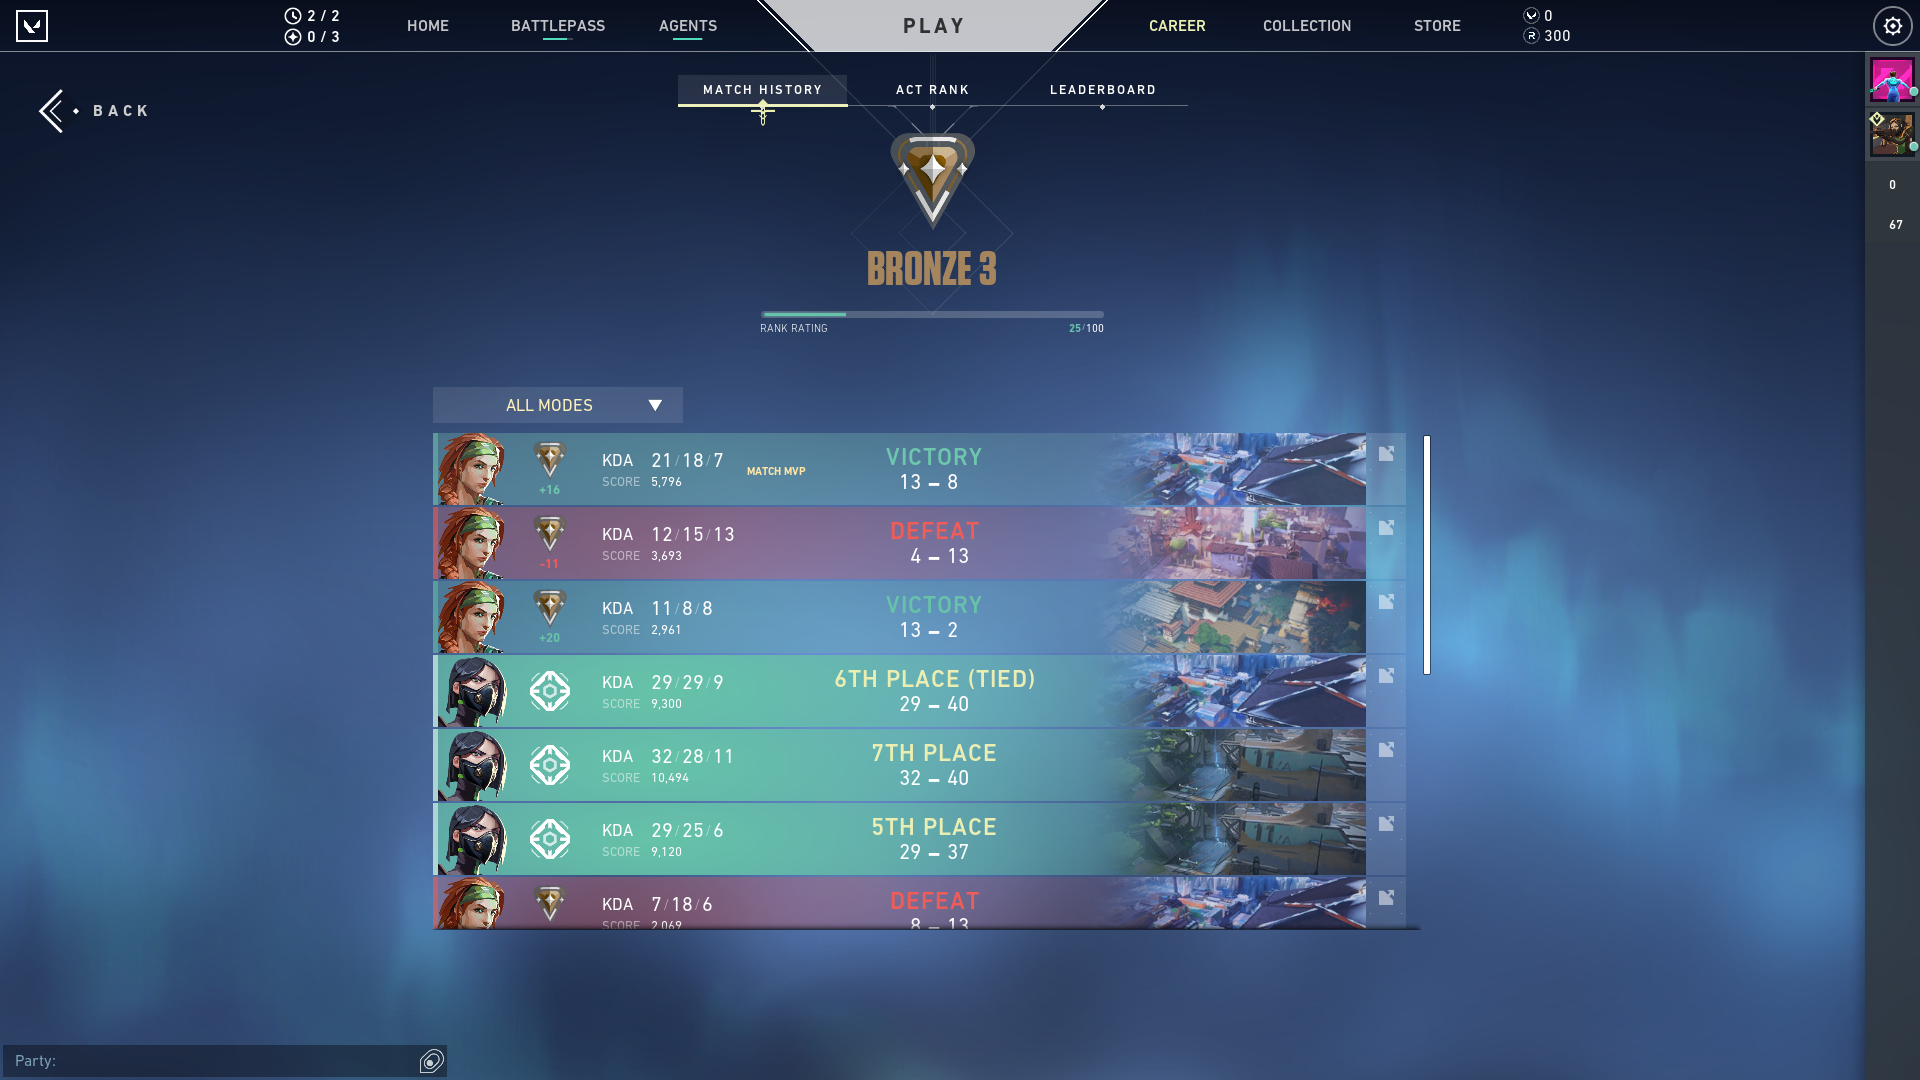 2 / 2
0 / 3
HOME
BATTLEPASS
AGENTS
PLAY
CAREER
COLLECTION
STORE
0
300
BACK
MATCH HISTORY
ACT RANK
LEADERBOARD
0
67
BRONZE 3
RANK RATING
25/100
ALL MODES
+16
KDA 21/18/7
SCORE 5,796
MATCH MVP
VICTORY
13 – 8
-11
KDA 12/15/13
SCORE 3,693
DEFEAT
4 – 13
+20
KDA 11/8/8
SCORE 2,961
VICTORY
13 – 2
KDA 29/29/9
SCORE 9,300
6TH PLACE (TIED)
29 – 40
KDA 32/28/11
SCORE 10,494
7TH PLACE
32 – 40
KDA 29/25/6
SCORE 9,120
5TH PLACE
29 – 37
KDA 7/18/6
SCORE 2,069
DEFEAT
8 – 13
Party: